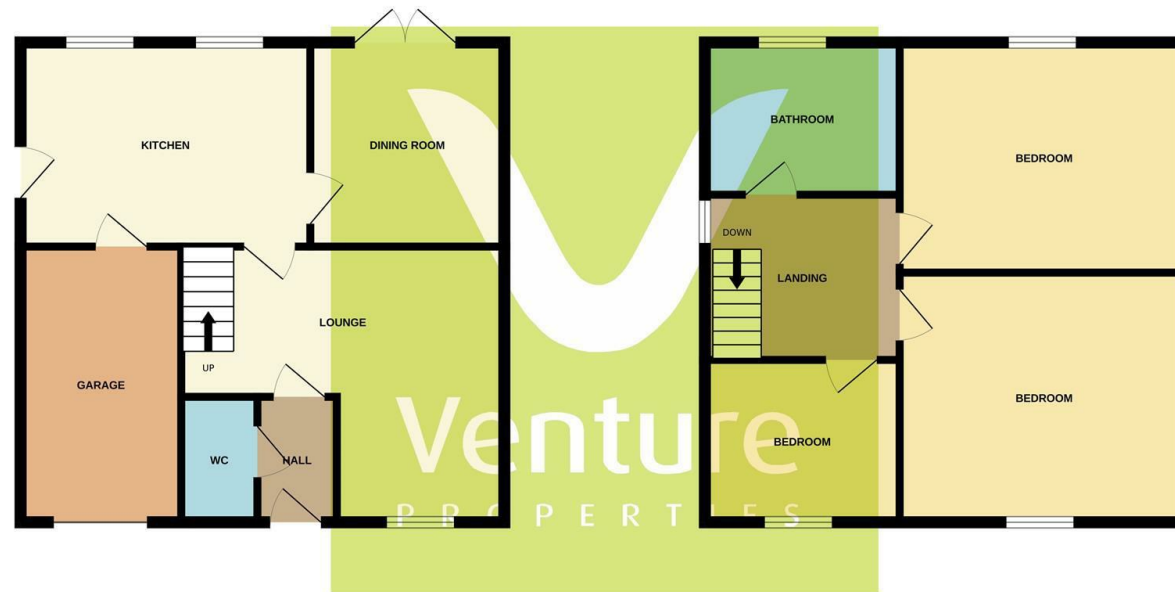 KITCHEN
DINING ROOM
GARAGE
UP
LOUNGE
WC
HALL
BATHROOM
BEDROOM
DOWN
LANDING
BEDROOM
BEDROOM
Venture
PROPERTIES